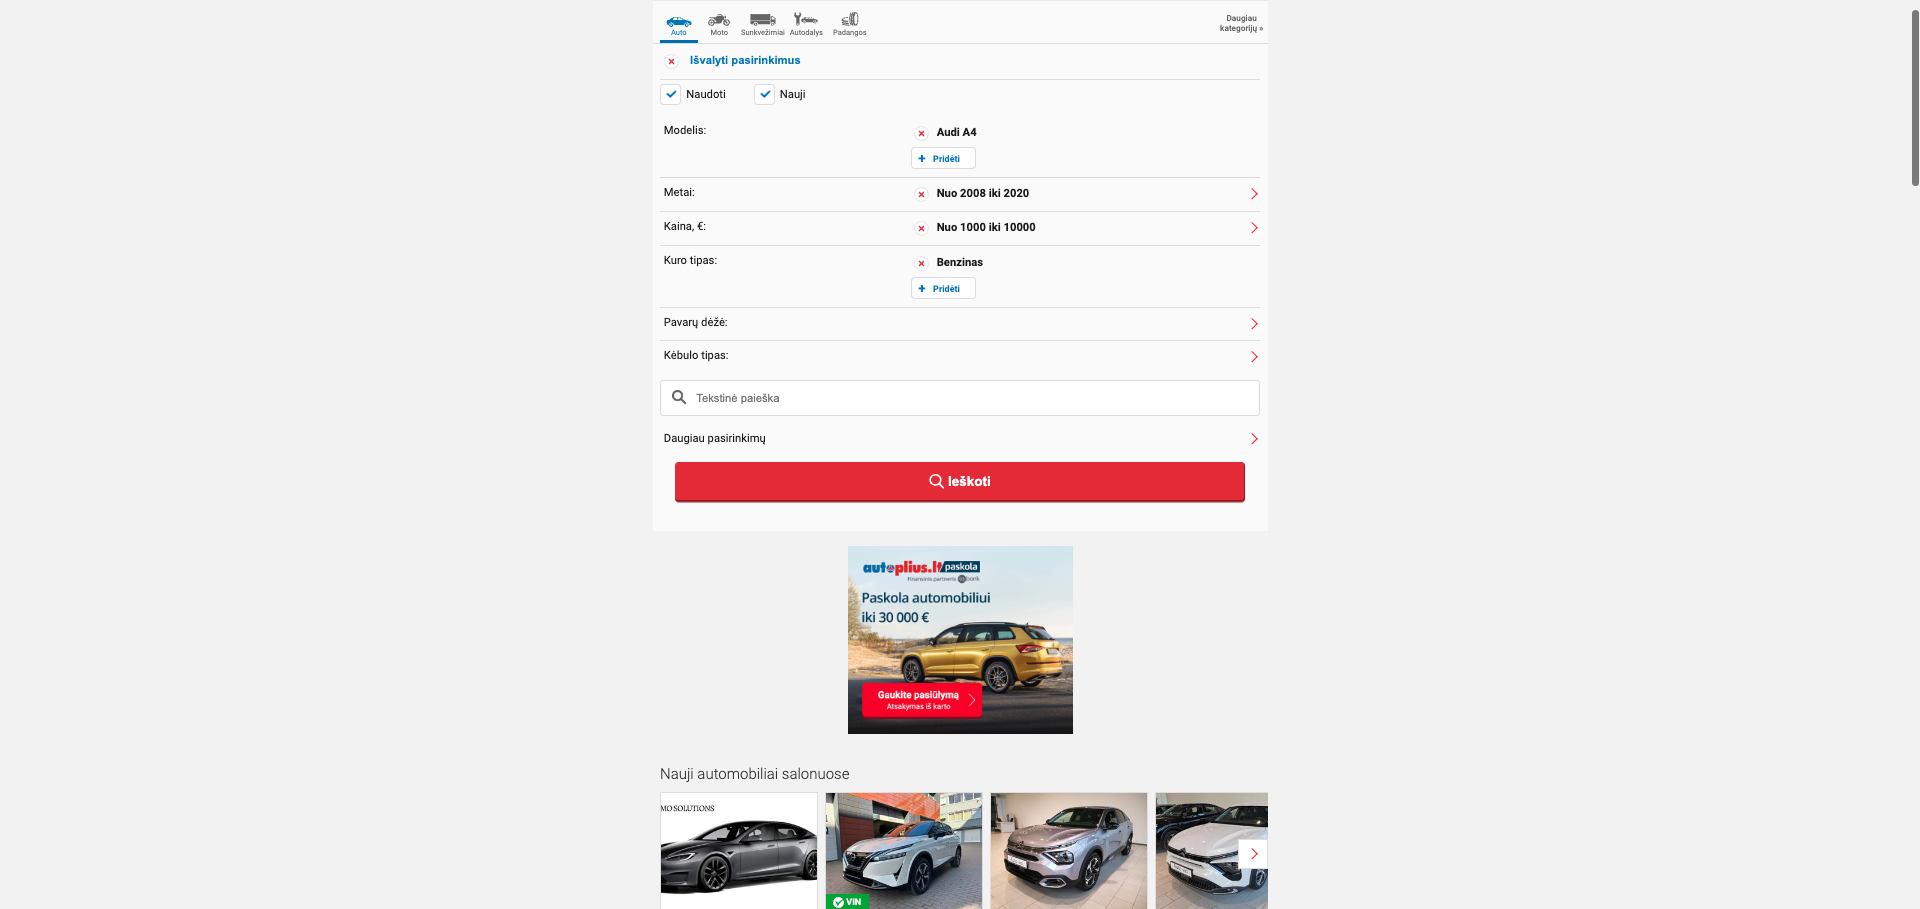 Auto
Moto
Sunkvežimiai
Autodalys
Padangos
Daugiau
kategorijų »
Išvalyti pasirinkimus
Naudoti
Nauji
Modelis:
Audi A4
+ Pridėti
Metai:
Nuo 2008 iki 2020
Kaina, €:
Nuo 1000 iki 10000
Kuro tipas:
Benzinas
+ Pridėti
Pavarų dėžė:
Kėbulo tipas:
Tekstinė paieška
Daugiau pasirinkimų
Ieškoti
autoplius.lt paskola
Finansinis partneris bank
Paskola automobiliui
iki 30 000 €
Gaukite pasiūlymą
Atsakymas iš karto
Nauji automobiliai salonuose
MO SOLUTIONS
VIN